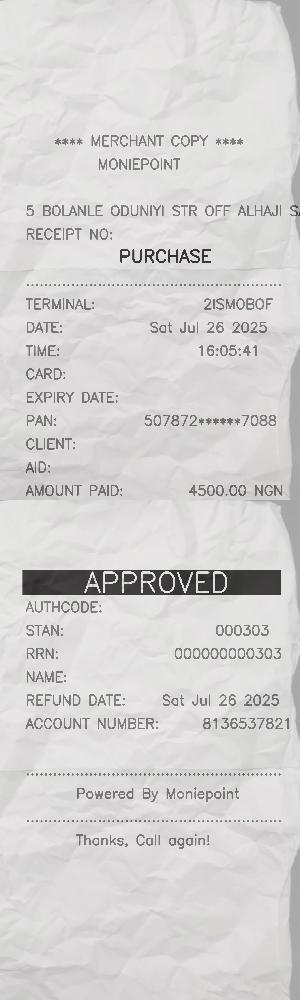 **** MERCHANT COPY ****
MONIEPOINT
5 BOLANLE ODUNIYI STR OFF ALHAJI
RECEIPT NO:
PURCHASE
TERMINAL: 2ISMOBOF
DATE: Sat Jul 26 2025
TIME: 16:05:41
CARD:
EXPIRY DATE:
PAN: 507872******7088
CLIENT:
AID:
AMOUNT PAID: 4500.00 NGN
APPROVED
AUTHCODE:
STAN: 000303
RRN: 000000000303
NAME:
REFUND DATE: Sat Jul 26 2025
ACCOUNT NUMBER: 8136537821
Powered By Moniepoint
Thanks, Call again!